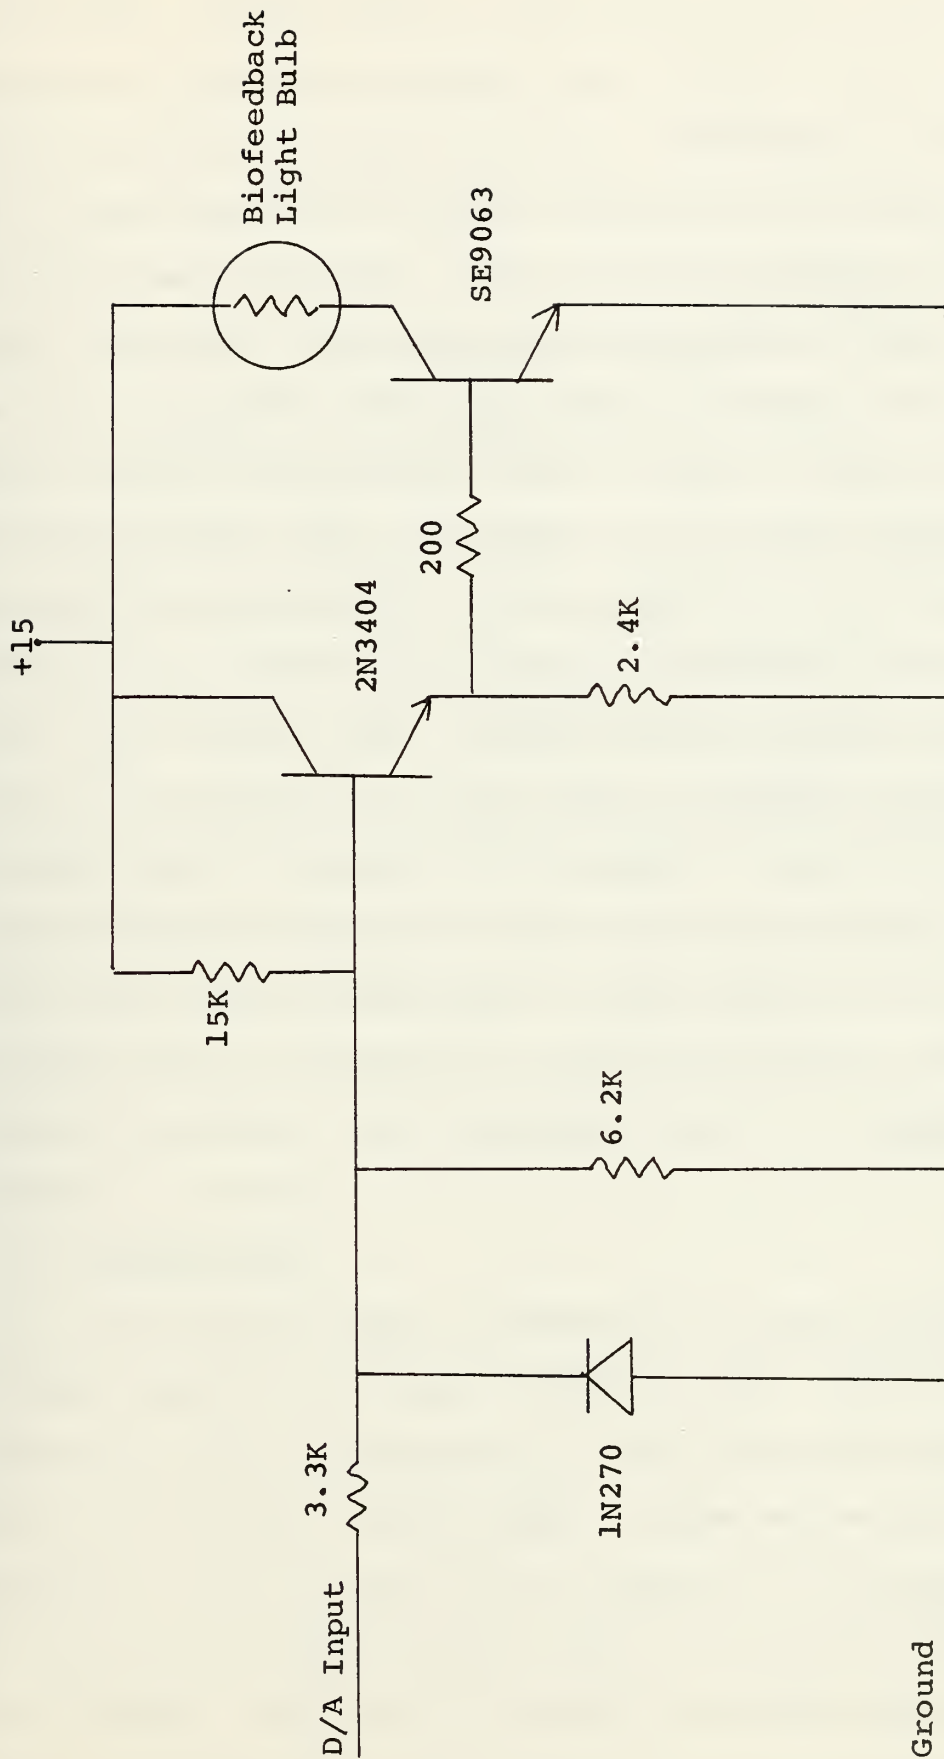 Biofeedback
Light Bulb
SE9063
+15
200
2N3404
2.4K
15K
6.2K
3.3K
1N270
D/A Input
Ground